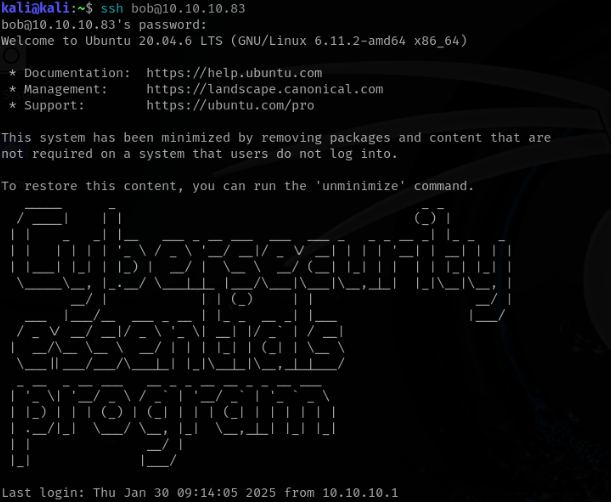 kali@kali:~$ ssh bob@10.10.10.83
bob@10.10.10.83's password:
Welcome to Ubuntu 20.04.6 LTS (GNU/Linux 6.11.2-amd64 x86_64)
* Documentation:  https://help.ubuntu.com
* Management:     https://landscape.canonical.com
* Support:        https://ubuntu.com/pro
This system has been minimized by removing packages and content that are
not required on a system that users do not log into.
To restore this content, you can run the 'unminimize' command.
Cybersecurity
essentials
program
Last login: Thu Jan 30 09:14:05 2025 from 10.10.10.1